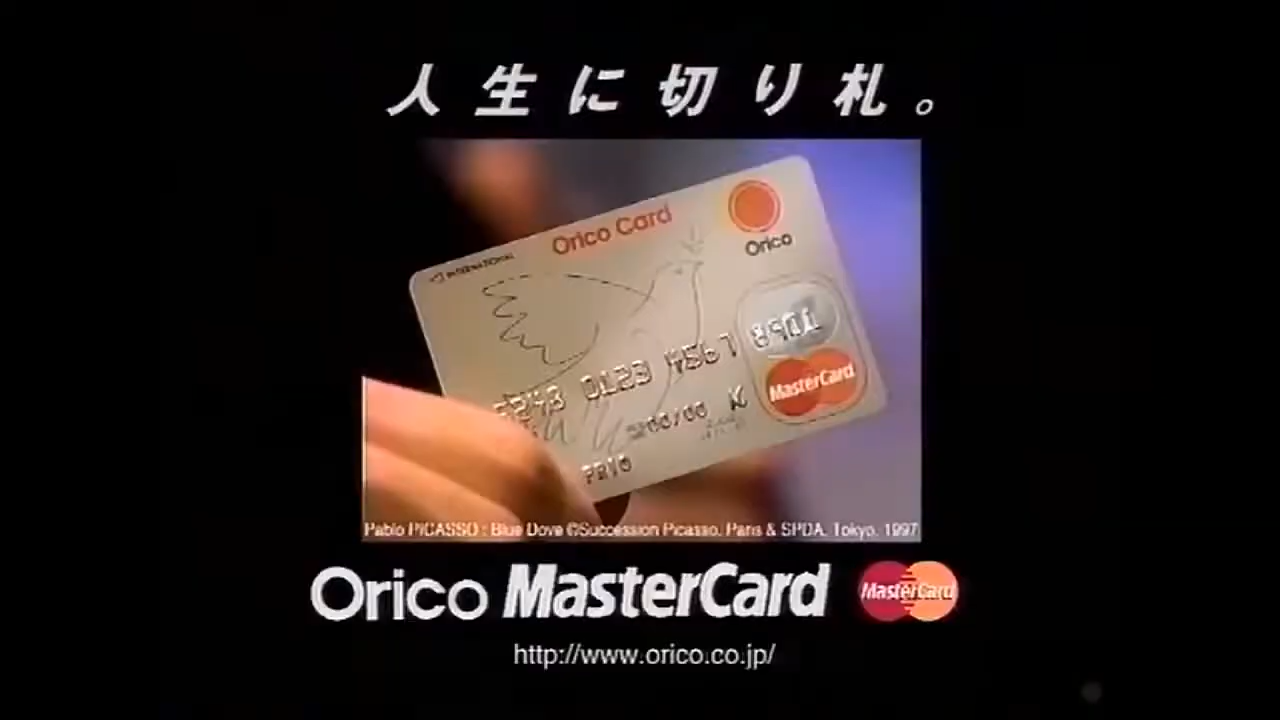 人生に切り札。
INTERNATIONAL
Orico Card
Orico
0123 4567 8901
MasterCard
00/00 K
Pablo PICASSO : Blue Dove ©Succession Picasso, Paris & SPDA, Tokyo, 1997
Orico MasterCard MasterCard
http://www.orico.co.jp/